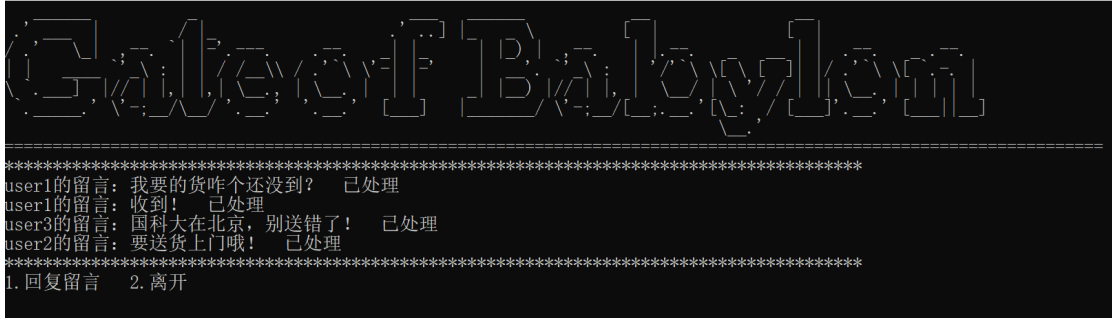 Gate of Babylon
user1的留言：我要的货咋个还没到？ 已处理
user1的留言：收到！ 已处理
user3的留言：国科大在北京，别送错了！ 已处理
user2的留言：要送货上门哦！ 已处理
1.回复留言 2.离开